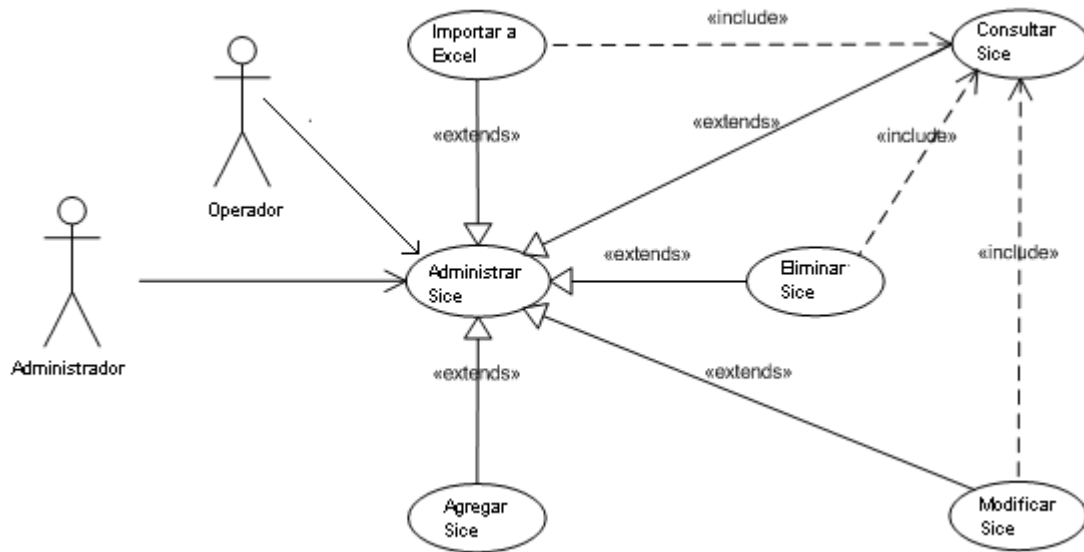 Importar a
Excel
«include»
Consultar
Sice
«extends»
«extends»
«include»
Operador
Administrar
Sice
«extends»
Eliminar
Sice
«include»
Administrador
«extends»
«extends»
Agregar
Sice
Modificar
Sice